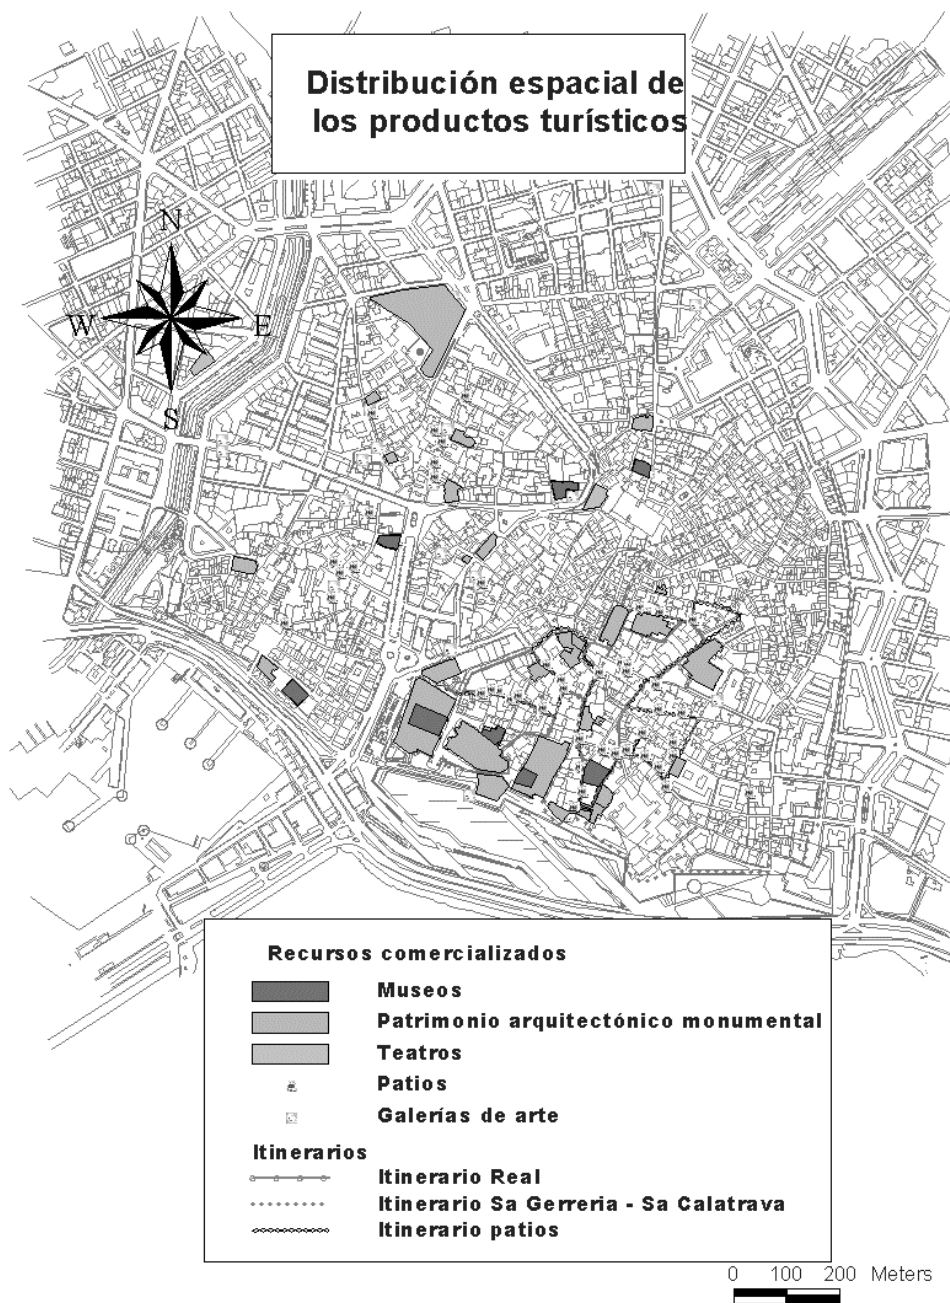 Distribución espacial de
los productos turísticos
N
W E
S
Recursos comercializados
Museos
Patrimonio arquitectónico monumental
Teatros
Patios
Galerías de arte
Itinerarios
Itinerario Real
Itinerario Sa Gerreria - Sa Calatrava
Itinerario patios
0 100 200 Meters